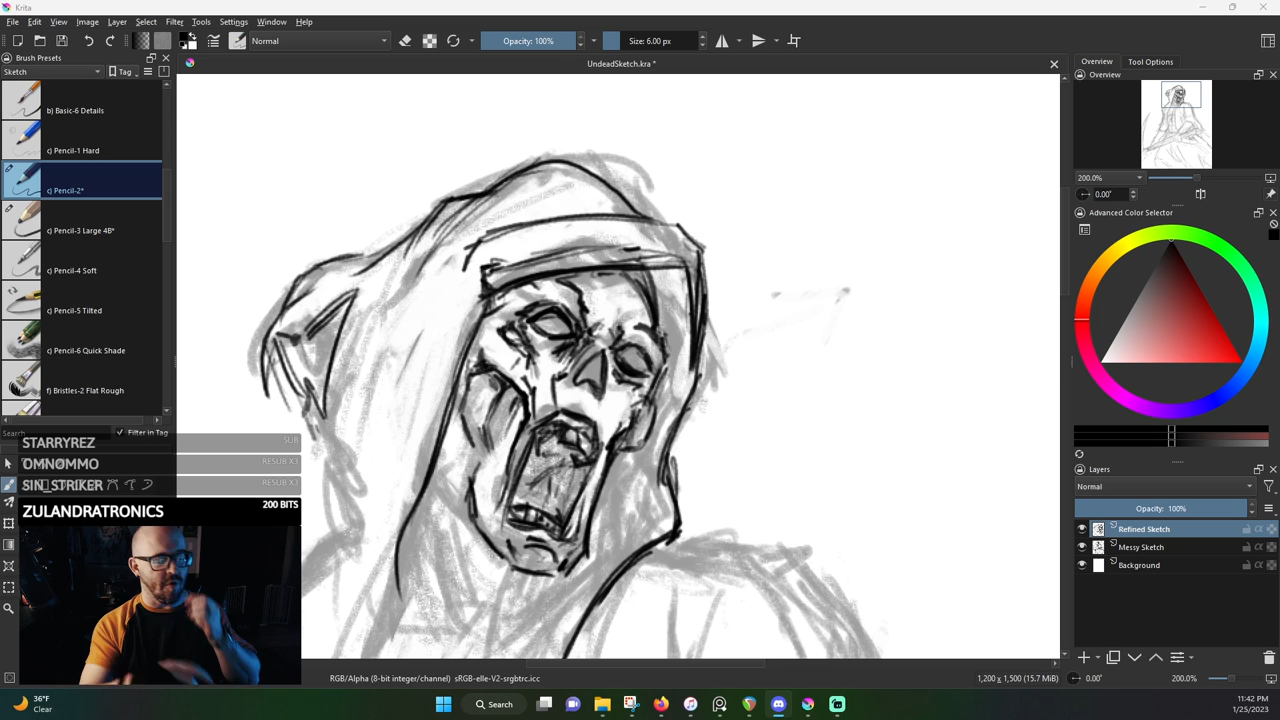 Krita
File Edit View Image Layer Select Filter Tools Settings Window Help
Normal Opacity: 100% Size: 6.00 px
Brush Presets
Sketch Tag
b) Basic-6 Details
c) Pencil-1 Hard
c) Pencil-2*
c) Pencil-3 Large 4B*
c) Pencil-4 Soft
c) Pencil-5 Tilted
c) Pencil-6 Quick Shade
f) Bristles-2 Flat Rough
Search Filter in Tag
UndeadSketch.kra *
STARRYREZ SUB
OMNOMMO RESUB X3
SIN_STRIKER RESUB X3
ZULANDRATRONICS 200 BITS
Overview Tool Options
Overview
200.0%
0.00°
Advanced Color Selector
Layers
Normal
Opacity: 100%
Refined Sketch
Messy Sketch
Background
RGB/Alpha (8-bit integer/channel) sRGB-elle-V2-srgbtrc.icc 1,200 x 1,500 (15.7 MiB) 0.00° 200.0%
36°F
Clear
Search
11:42 PM
1/25/2023